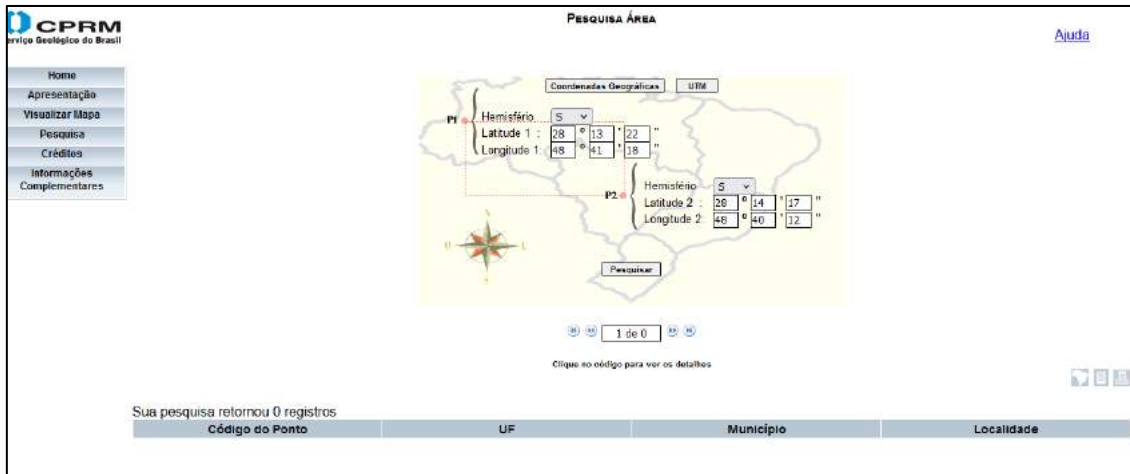 PESQUISA ÁREA
CPRM
erviço Geológico do Brasil
Ajuda
Home
Apresentação
Visualizar Mapa
Pesquisa
Créditos
Informações
Complementares
Coordenadas Geográficas
UTM
P1
Hemisfério S
Latitude 1 : 28 ° 13 ' 22 "
Longitude 1: 48 ° 41 ' 18 "
P2
Hemisfério S
Latitude 2 : 28 ° 14 ' 17 "
Longitude 2: 48 ° 40 ' 12 "
O L
Pesquisar
1 de 0
Clique no código para ver os detalhes
Sua pesquisa retornou 0 registros
Código do Ponto UF Município Localidade